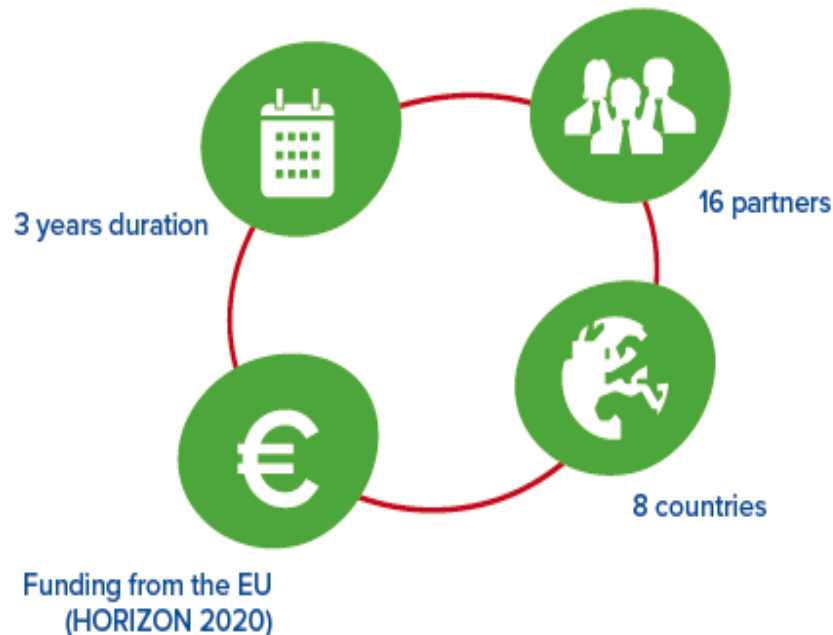 3 years duration
16 partners
8 countries
Funding from the EU
(HORIZON 2020)